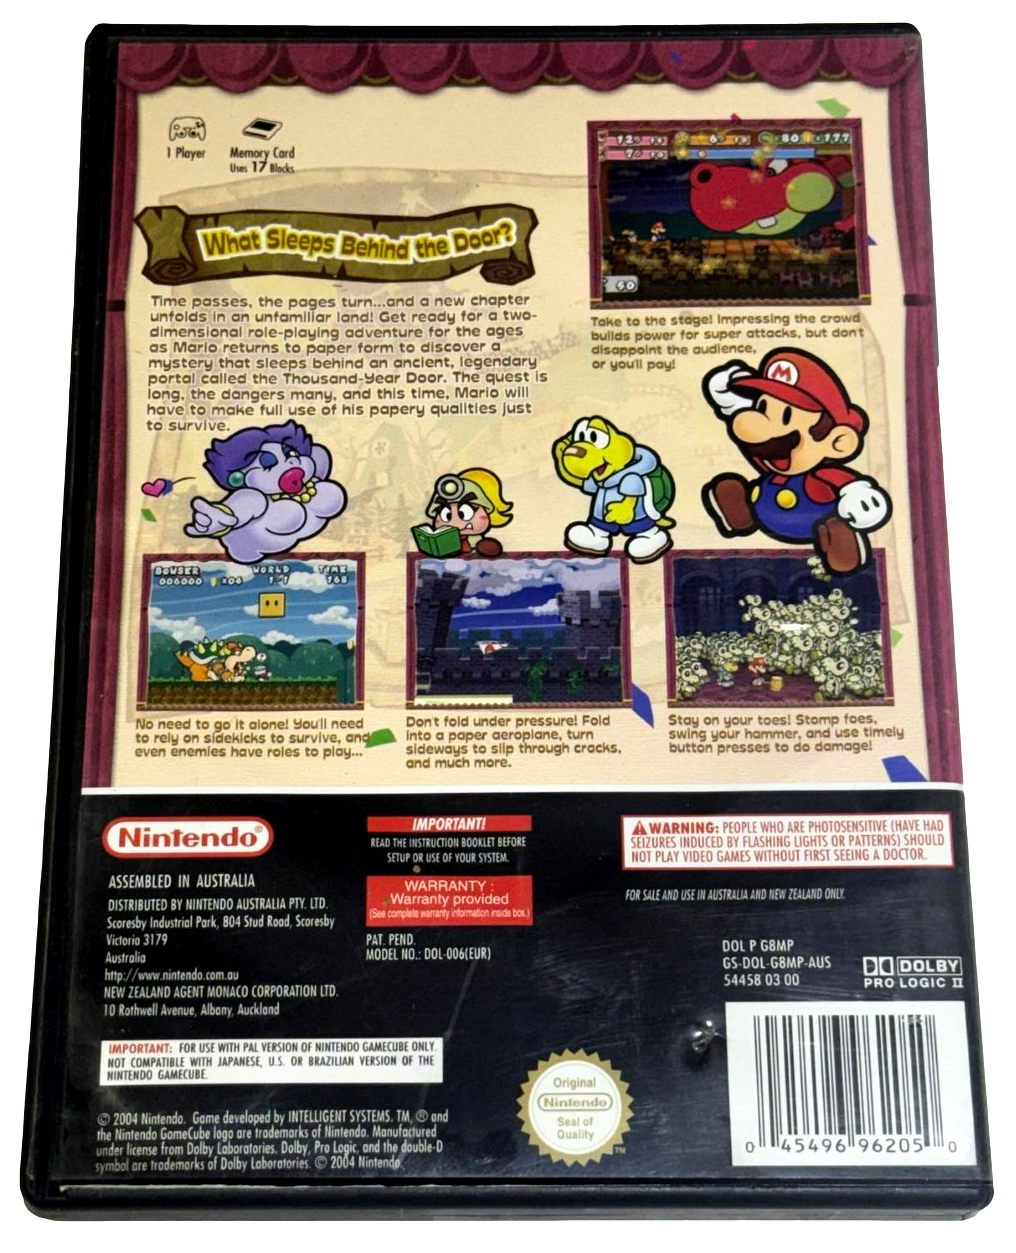 1 Player
Memory Card
Uses 17 Blocks
What Sleeps Behind the Door?
Time passes, the pages turn...and a new chapter
unfolds in an unfamiliar land! Get ready for a two-
dimensional role-playing adventure for the ages
as Mario returns to paper form to discover a
mystery that sleeps behind an ancient, legendary
portal called the Thousand-Year Door. The quest is
long, the dangers many, and this time, Mario will
have to make full use of his papery qualities just
to survive.
50
Take to the stage! Impressing the crowd
builds power for super attacks, but don't
disappoint the audience,
or you'll pay!
M
BOWSER
WORLD
TIME
006000
×04
1-1
168
No need to go it alone! You'll need
to rely on sidekicks to survive, and
even enemies have roles to play...
Don't fold under pressure! Fold
into a paper aeroplane, turn
sideways to slip through cracks,
and much more.
Stay on your toes! Stomp foes,
swing your hammer, and use timely
button presses to do damage!
Nintendo®
ASSEMBLED IN AUSTRALIA
DISTRIBUTED BY NINTENDO AUSTRALIA PTY. LTD.
Scoresby Industrial Park, 804 Stud Road, Scoresby
Victoria 3179
Australia
http://www.nintendo.com.au
NEW ZEALAND AGENT MONACO CORPORATION LTD.
10 Rothwell Avenue, Albany, Auckland
IMPORTANT!
READ THE INSTRUCTION BOOKLET BEFORE
SETUP OR USE OF YOUR SYSTEM.
WARRANTY :
Warranty provided
(See complete warranty information inside box.)
PAT. PEND.
MODEL NO.: DOL-006(EUR)
WARNING: PEOPLE WHO ARE PHOTOSENSITIVE (HAVE HAD
SEIZURES INDUCED BY FLASHING LIGHTS OR PATTERNS) SHOULD
NOT PLAY VIDEO GAMES WITHOUT FIRST SEEING A DOCTOR.
FOR SALE AND USE IN AUSTRALIA AND NEW ZEALAND ONLY.
DOL P G8MP
GS-DOL-G8MP-AUS
54458 03 00
DOLBY
PRO LOGIC II
IMPORTANT: FOR USE WITH PAL VERSION OF NINTENDO GAMECUBE ONLY.
NOT COMPATIBLE WITH JAPANESE, U.S. OR BRAZILIAN VERSION OF THE
NINTENDO GAMECUBE.
© 2004 Nintendo. Game developed by INTELLIGENT SYSTEMS. TM, ® and
the Nintendo GameCube logo are trademarks of Nintendo. Manufactured
under license from Dolby Laboratories. Dolby, Pro Logic, and the double-D
symbol are trademarks of Dolby Laboratories. © 2004 Nintendo.
Original
Nintendo
Seal of
Quality
TM
0 45496 96205 0